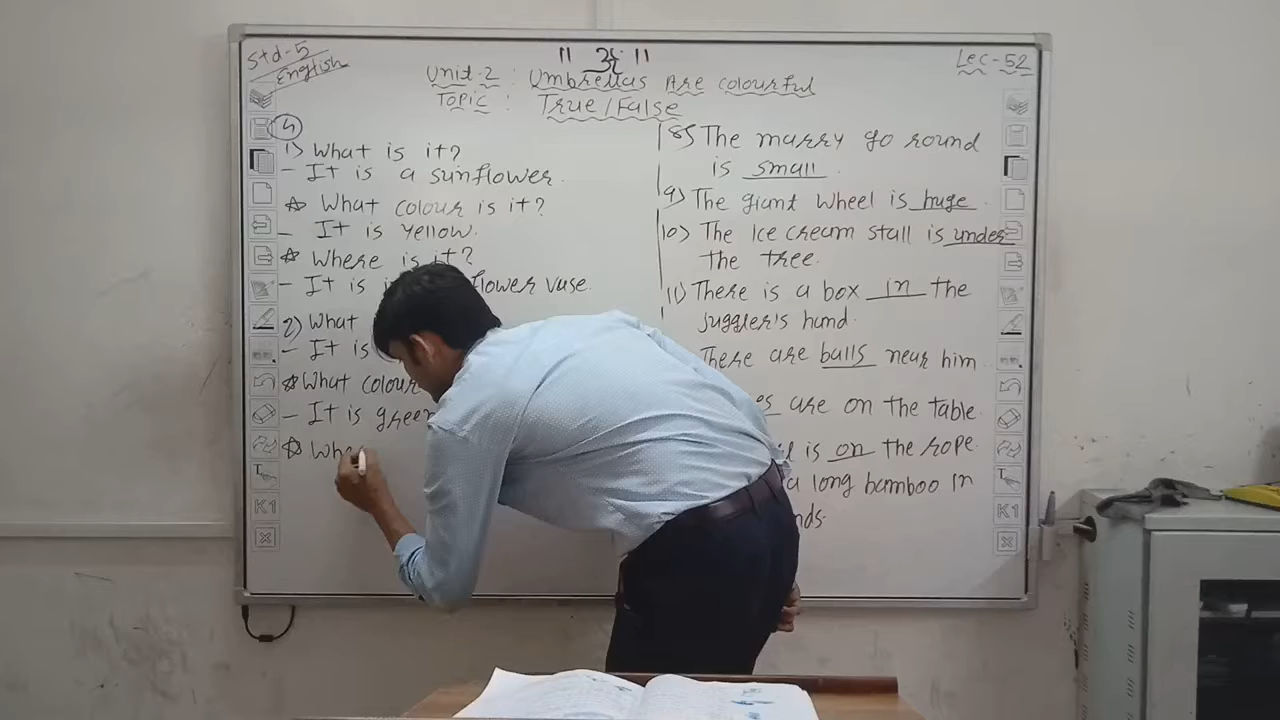 Std-5
English
" ૐ "
Lec-52
Unit-2 : Umbrellas Are colourful
Topic : True/False
4
1) What is it?
- It is a sunflower.
☆ What colour is it?
- It is Yellow.
☆ Where is it?
- It is flower vase.
2) What
- It is
☆ What colour
- It is green
☆ Whe
8) The marry go round
is small.
9) The giant wheel is huge.
10) The Ice cream stall is under
the tree.
11) There is a box in the
juggler's hand.
There are balls near him
es are on the table.
is on the rope.
a long bamboo in
nds.
T
K1
T
K1